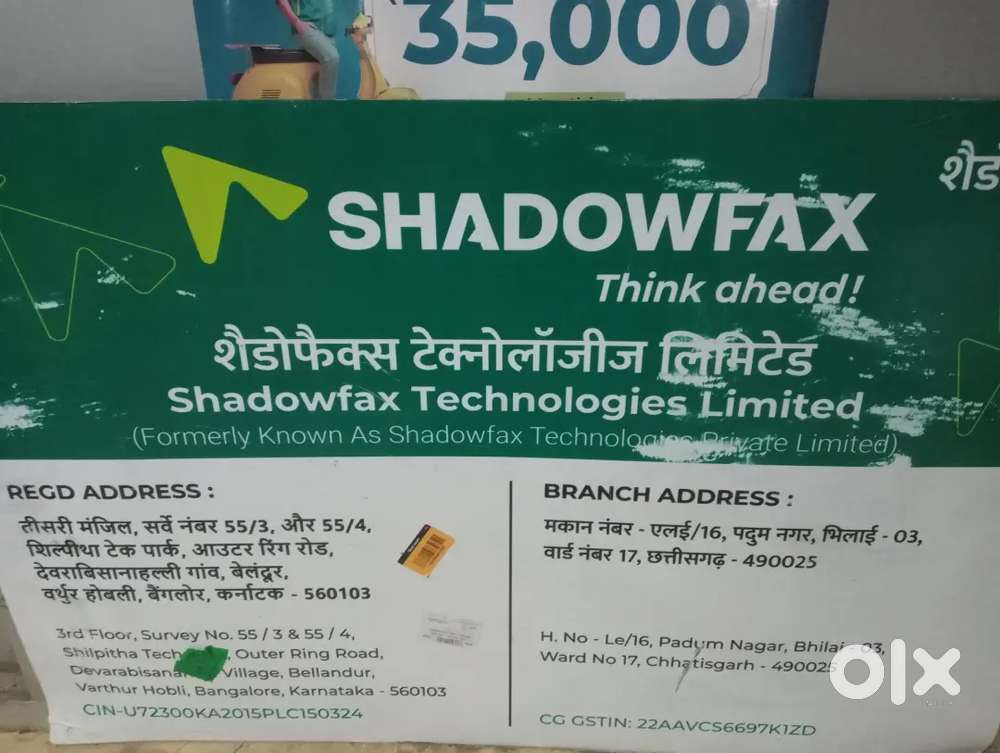 35,000
शैडो
SHADOWFAX
Think ahead!
शैडोफैक्स टेक्नोलॉजीज लिमिटेड
Shadowfax Technologies Limited
(Formerly Known As Shadowfax Technologies Private Limited)
REGD ADDRESS :
तीसरी मंजिल, सर्वे नंबर 55/3, और 55/4,
शिल्पीथा टेक पार्क, आउटर रिंग रोड,
देवराबिसानाहल्ली गांव, बेलंदूर,
वर्थुर होबली, बैंगलोर, कर्नाटक - 560103
3rd Floor, Survey No. 55 / 3 & 55 / 4,
Shilpitha Tech , Outer Ring Road,
Devarabisana Village, Bellandur,
Varthur Hobli, Bangalore, Karnataka - 560103
CIN-U72300KA2015PLC150324
BRANCH ADDRESS :
मकान नंबर - एलई/16, पदुम नगर, भिलाई - 03,
वार्ड नंबर 17, छत्तीसगढ़ - 490025
H. No - Le/16, Padum Nagar, Bhilai - 03,
Ward No 17, Chhatisgarh - 490025
CG GSTIN: 22AAVCS6697K1ZD
olx